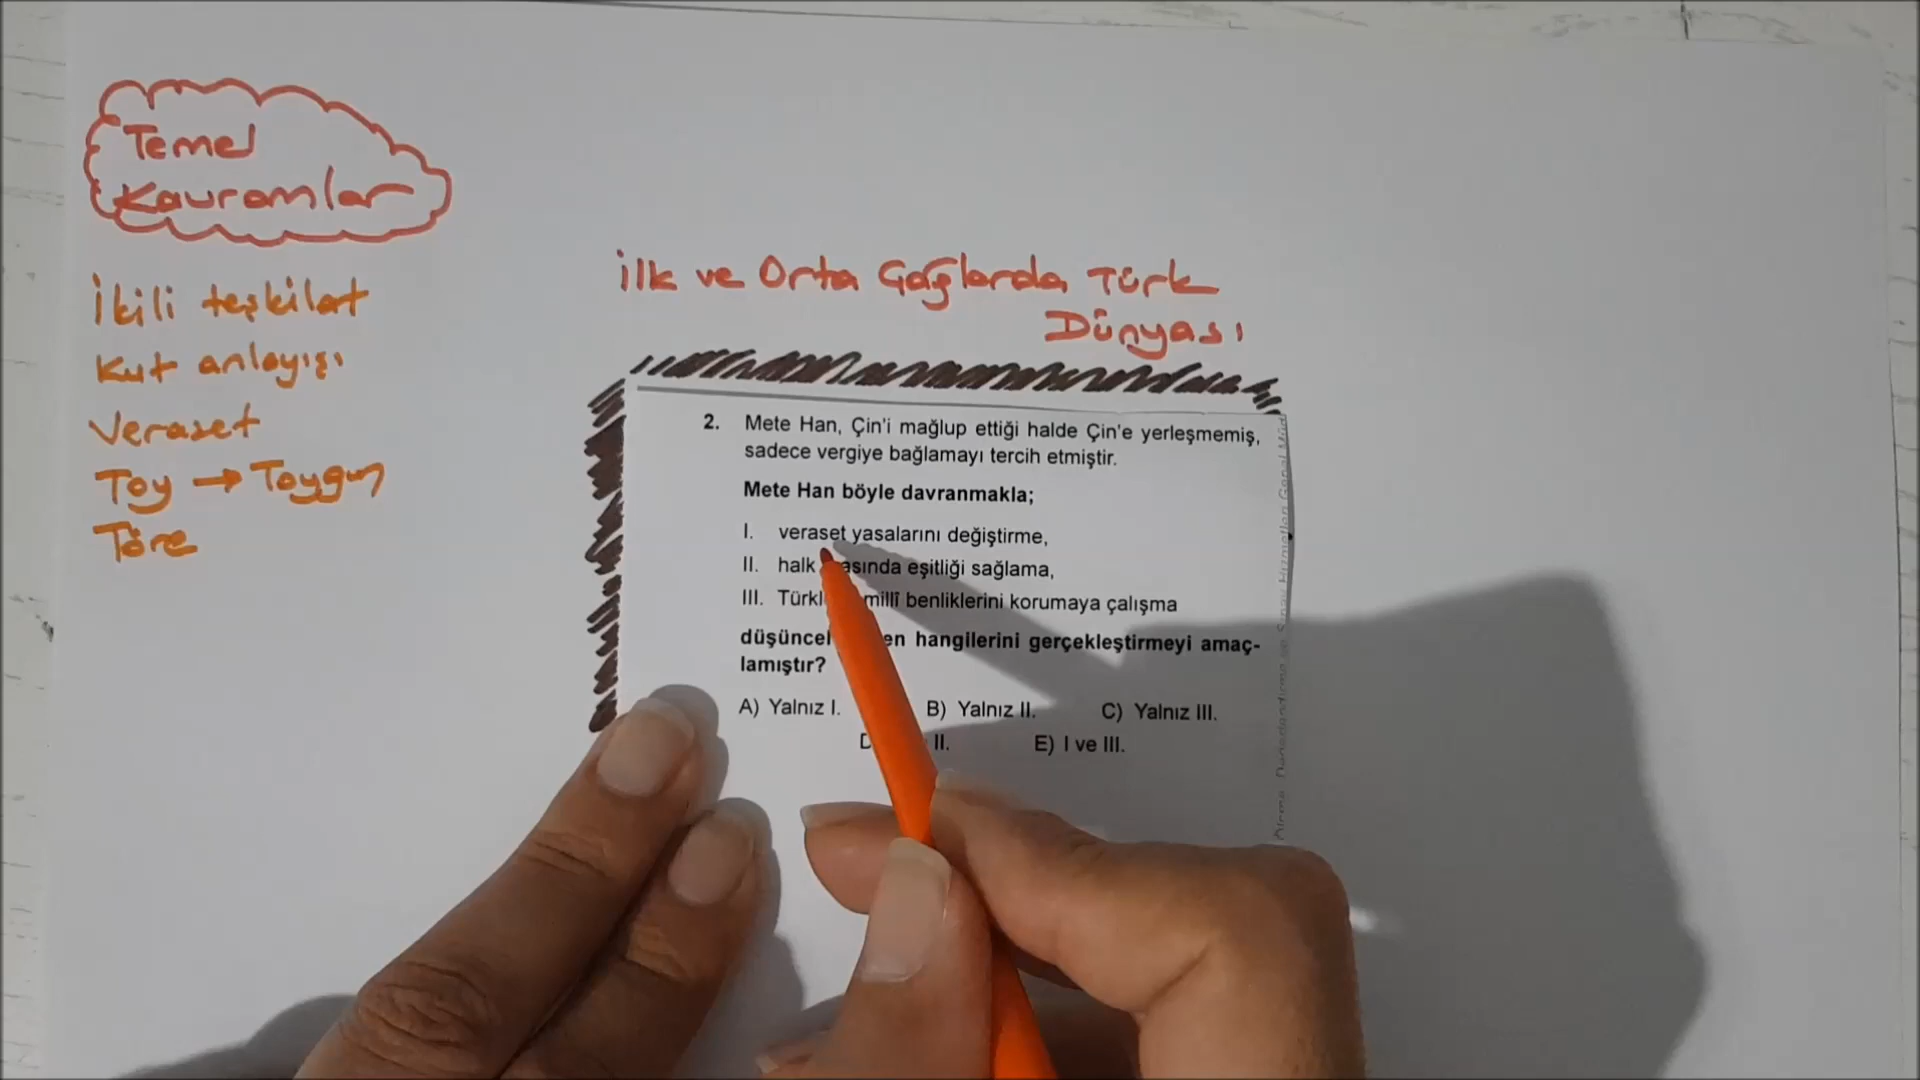 Temel
Kavramlar
İkili teşkilat
Kut anlayışı
Veraset
Toy → Toygun
Töre
İlk ve Orta Çağlarda Türk
Dünyası
2. Mete Han, Çin'i mağlup ettiği halde Çin'e yerleşmemiş,
sadece vergiye bağlamayı tercih etmiştir.
Mete Han böyle davranmakla;
I. veraset yasalarını değiştirme,
II. halk asında eşitliği sağlama,
III. Türkl millî benliklerini korumaya çalışma
düşüncel en hangilerini gerçekleştirmeyi amaç-
lamıştır?
A) Yalnız I. B) Yalnız II. C) Yalnız III.
D II. E) I ve III.